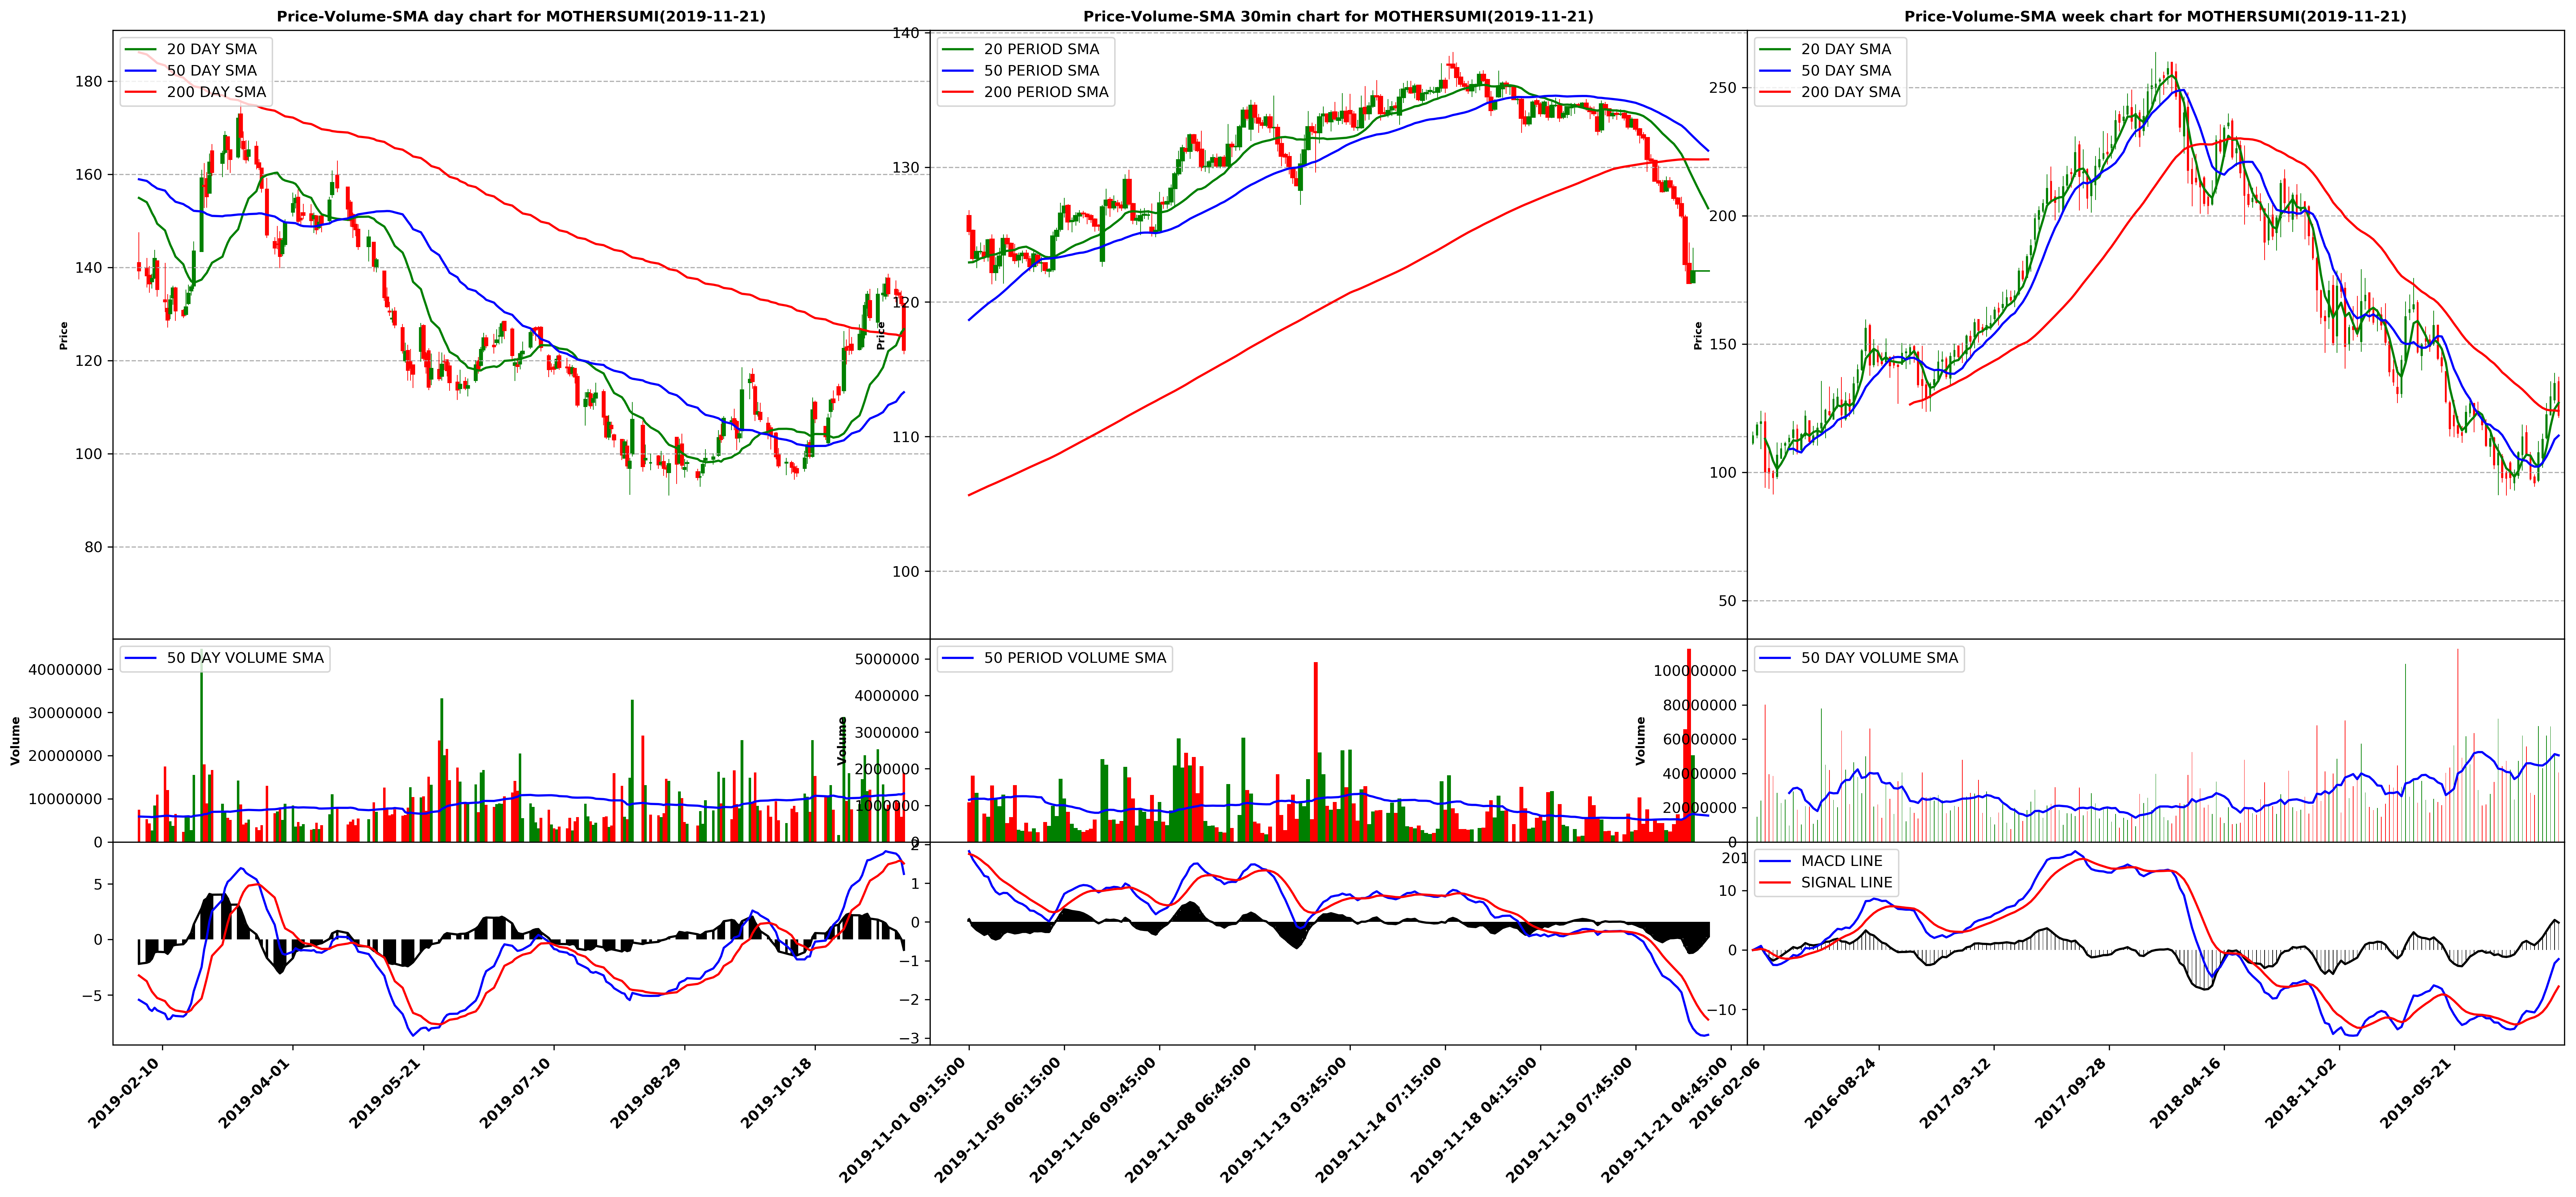 Price-Volume-SMA day chart for MOTHERSUMI(2019-11-21)
20 DAY SMA
50 DAY SMA
200 DAY SMA
180
160
140
120
100
80
Price
50 DAY VOLUME SMA
40000000
30000000
20000000
10000000
0
Volume
5
0
−5
2019-02-10
2019-04-01
2019-05-21
2019-07-10
2019-08-29
2019-10-18
Price-Volume-SMA 30min chart for MOTHERSUMI(2019-11-21)
20 PERIOD SMA
50 PERIOD SMA
200 PERIOD SMA
140
130
120
110
100
Price
50 PERIOD VOLUME SMA
5000000
4000000
3000000
2000000
1000000
0
Volume
2
1
0
−1
−2
−3
2019-11-01 09:15:00
2019-11-05 06:15:00
2019-11-06 09:45:00
2019-11-08 06:45:00
2019-11-13 03:45:00
2019-11-14 07:15:00
2019-11-18 04:15:00
2019-11-19 07:45:00
2019-11-21 04:45:00
Price-Volume-SMA week chart for MOTHERSUMI(2019-11-21)
20 DAY SMA
50 DAY SMA
200 DAY SMA
250
200
150
100
50
Price
50 DAY VOLUME SMA
100000000
80000000
60000000
40000000
20000000
0
Volume
MACD LINE
SIGNAL LINE
201
10
0
−10
2016-02-06
2016-08-24
2017-03-12
2017-09-28
2018-04-16
2018-11-02
2019-05-21